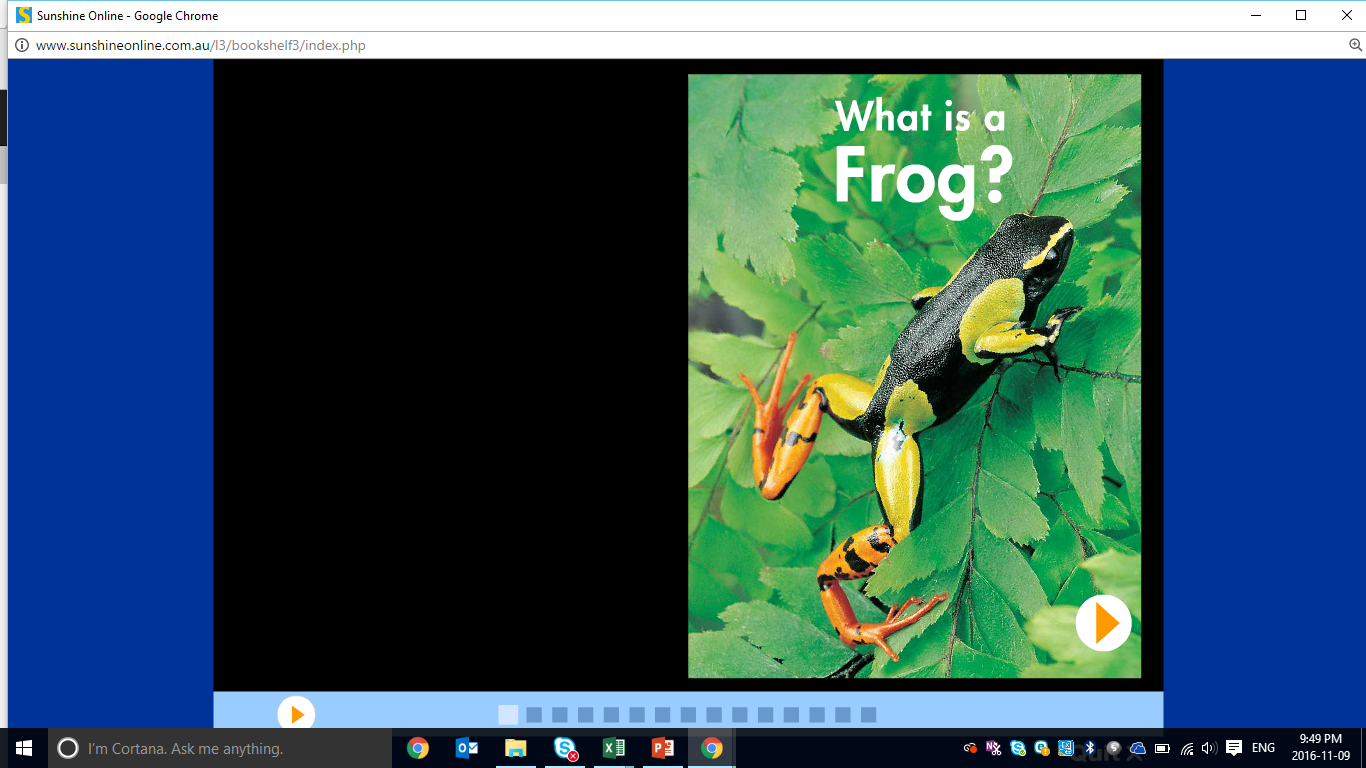 Sunshine Online - Google Chrome
www.sunshineonline.com.au/l3/bookshelf3/index.php
What is a
Frog?
Quit X
I'm Cortana. Ask me anything.
ENG
9:49 PM
2016-11-09